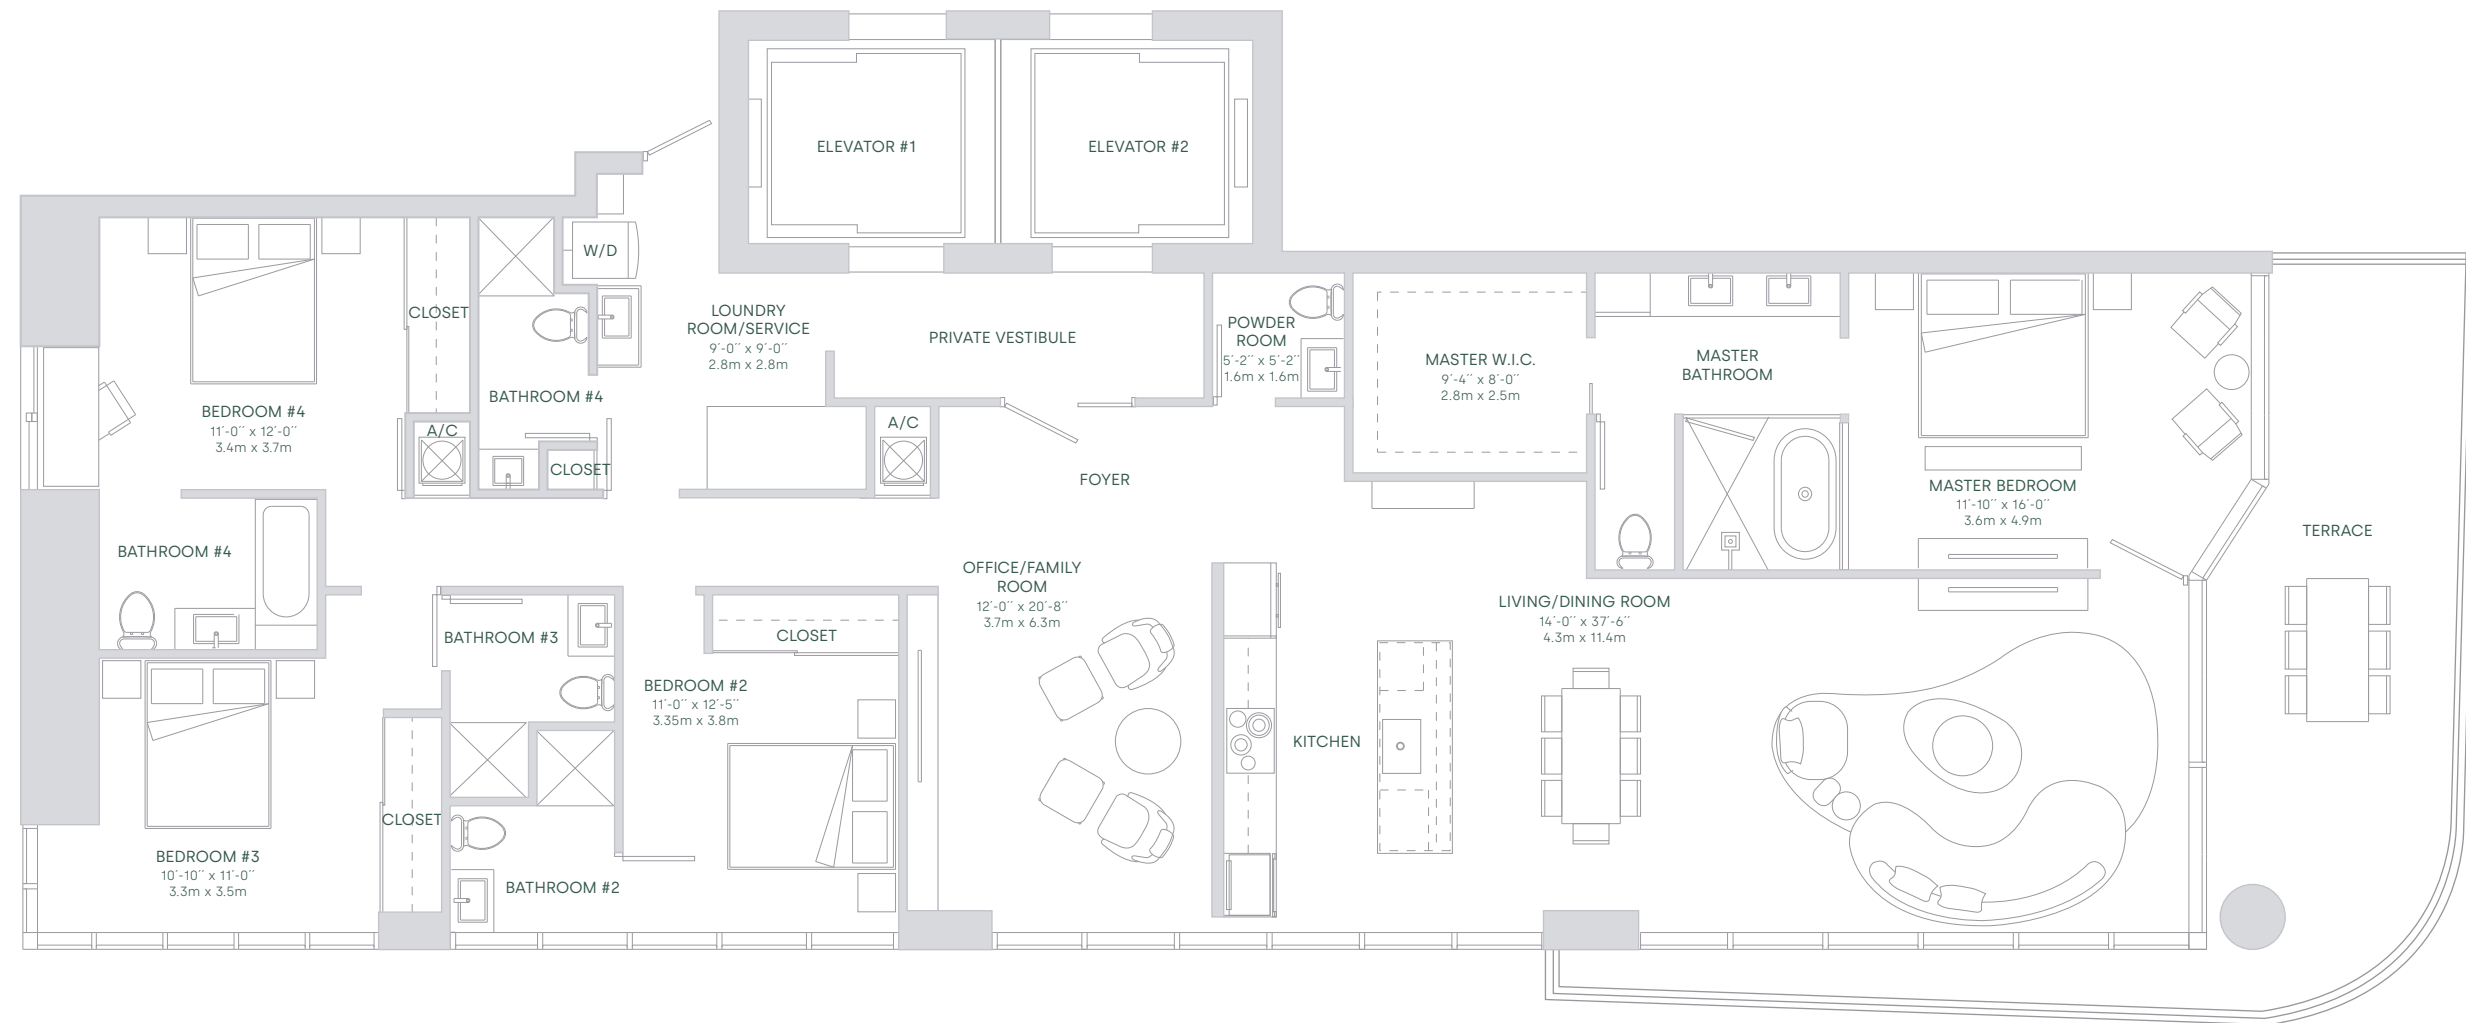 ELEVATOR #1
ELEVATOR #2
W/D
CLOSET
LOUNDRY
ROOM/SERVICE
9´-0´´ x 9´-0´´
2.8m x 2.8m
PRIVATE VESTIBULE
POWDER
ROOM
5´-2´´ x 5´-2´´
1.6m x 1.6m
MASTER W.I.C.
9´-4´´ x 8´-0´´
2.8m x 2.5m
MASTER
BATHROOM
BATHROOM #4
BEDROOM #4
11´-0´´ x 12´-0´´
3.4m x 3.7m
A/C
A/C
CLOSET
FOYER
MASTER BEDROOM
11´-10´´ x 16´-0´´
3.6m x 4.9m
TERRACE
BATHROOM #4
OFFICE/FAMILY
ROOM
12´-0´´ x 20´-8´´
3.7m x 6.3m
LIVING/DINING ROOM
14´-0´´ x 37´-6´´
4.3m x 11.4m
BATHROOM #3
CLOSET
BEDROOM #2
11´-0´´ x 12´-5´´
3.35m x 3.8m
KITCHEN
CLOSET
BEDROOM #3
10´-10´´ x 11´-0´´
3.3m x 3.5m
BATHROOM #2